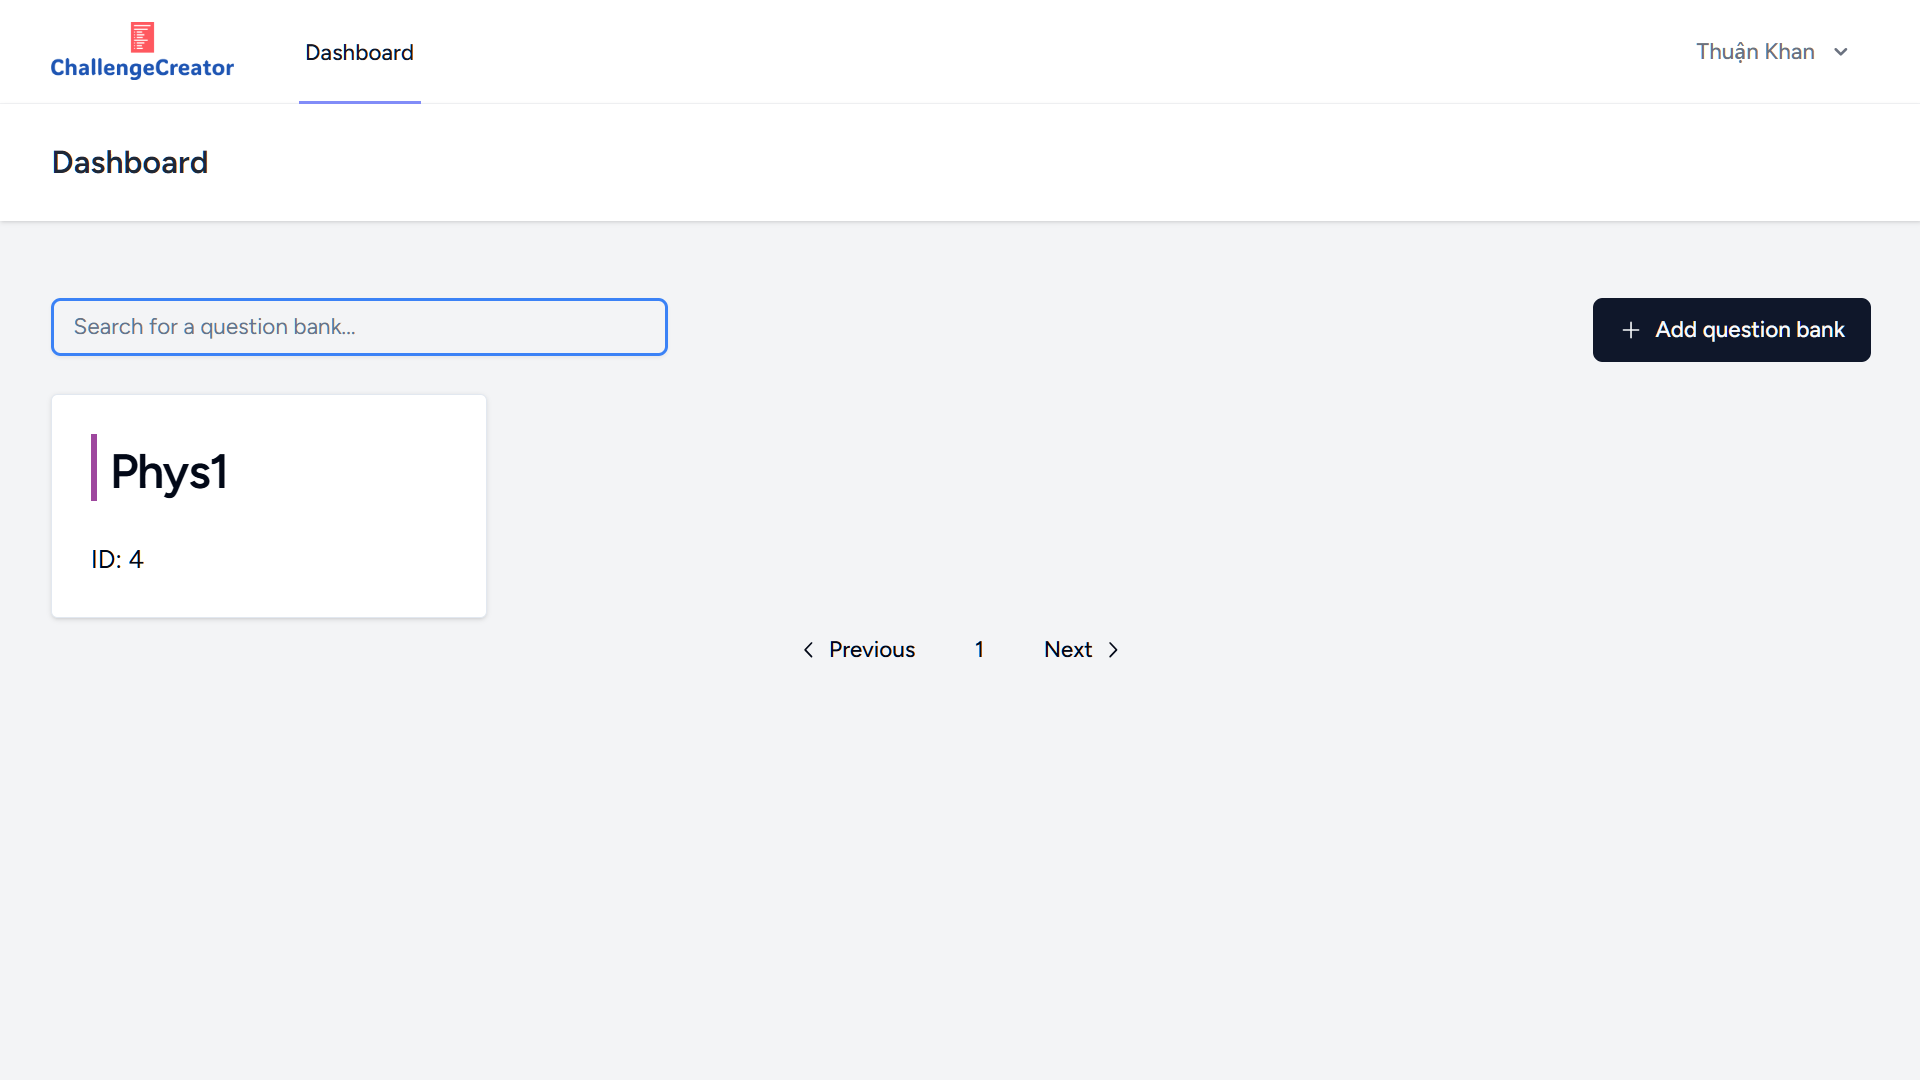 ChallengeCreator
Dashboard
Thuận Khan
Dashboard
Search for a question bank...
Add question bank
Phys1
ID: 4
Previous 1 Next